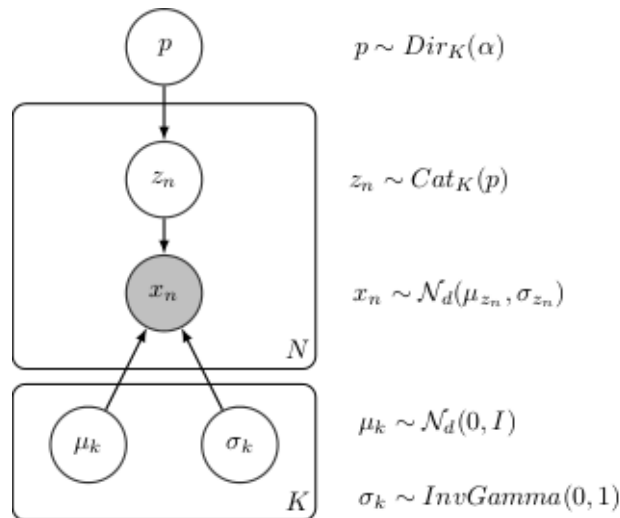 p p ∼ Dir_K(α)
z_n z_n ∼ Cat_K(p)
x_n x_n ∼ 𝒩_d(μ_{z_n}, σ_{z_n})
N
μ_k σ_k μ_k ∼ 𝒩_d(0, I)
K σ_k ∼ InvGamma(0, 1)